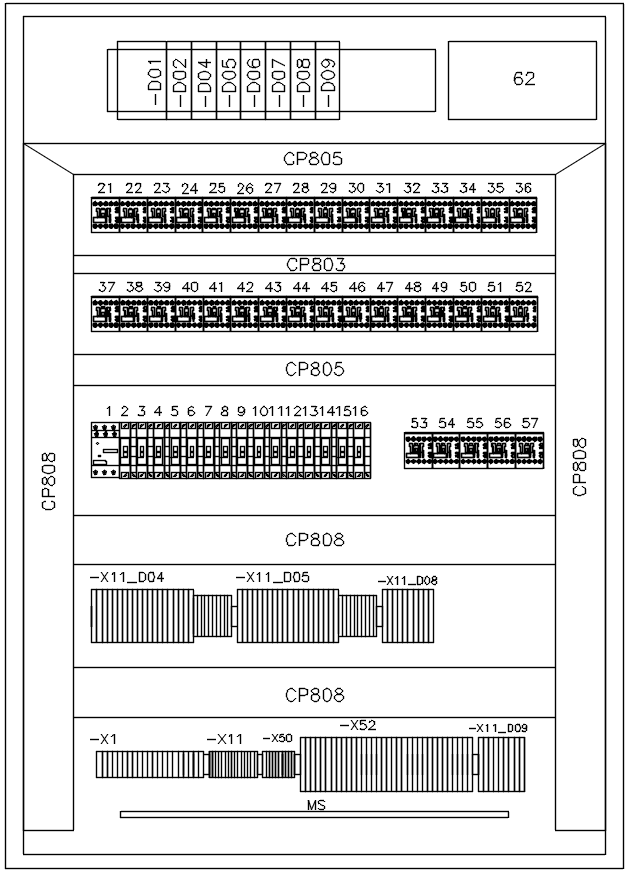 -D01 -D02 -D04 -D05 -D06 -D07 -D08 -D09
62
CP805
21 22 23 24 25 26 27 28 29 30 31 32 33 34 35 36
CP803
37 38 39 40 41 42 43 44 45 46 47 48 49 50 51 52
CP805
1 2 3 4 5 6 7 8 9 10 11 12 13 14 15 16
53 54 55 56 57
CP808
CP808
CP808
-X11_D04 -X11_D05 -X11_D08
CP808
-X1 -X11 -X50 -X52 -X11_D09
MS